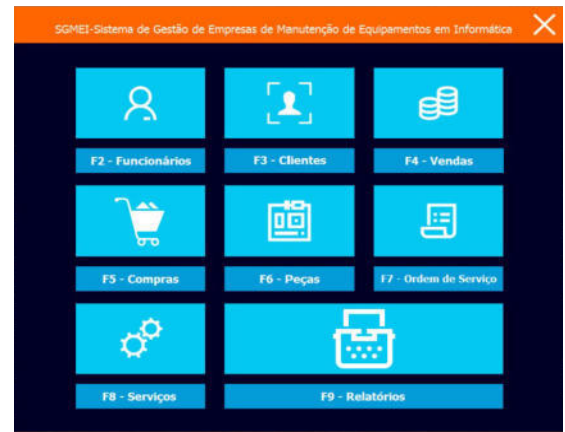 SGMEI-Sistema de Gestão de Empresas de Manutenção de Equipamentos em Informática
F2 - Funcionários
F3 - Clientes
F4 - Vendas
F5 - Compras
F6 - Peças
F7 - Ordem de Serviço
F8 - Serviços
F9 - Relatórios